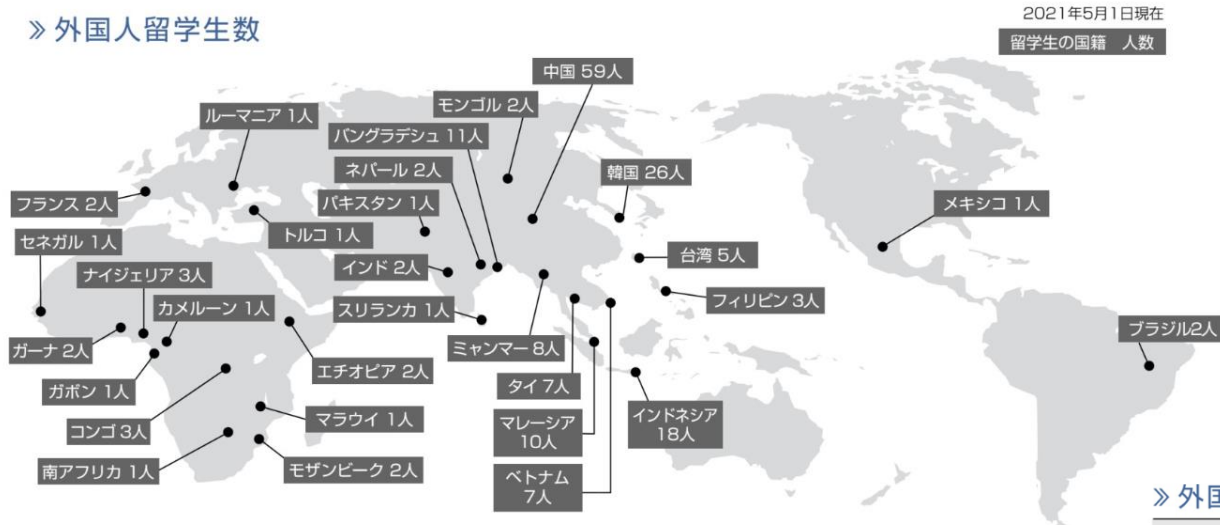 » 外国人留学生数
2021年5月1日現在
留学生の国籍 人数
中国 59人
モンゴル 2人
ルーマニア 1人
バングラデシュ 11人
ネパール 2人
韓国 26人
フランス 2人
パキスタン 1人
メキシコ 1人
トルコ 1人
セネガル 1人
台湾 5人
インド 2人
ナイジェリア 3人
フィリピン 3人
カメルーン 1人
スリランカ 1人
ブラジル2人
ガーナ 2人
ミャンマー 8人
エチオピア 2人
ガボン 1人
タイ 7人
マラウイ 1人
マレーシア
10人
インドネシア
18人
コンゴ 3人
南アフリカ 1人
モザンビーク 2人
ベトナム
7人
» 外国